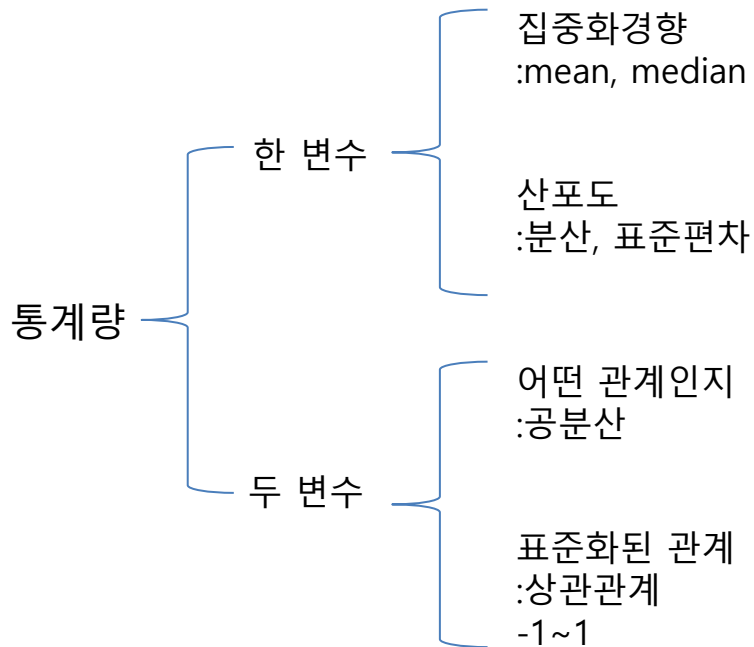 통계량
한 변수
집중화경향
:mean, median
산포도
:분산, 표준편차
두 변수
어떤 관계인지
:공분산
표준화된 관계
:상관관계
-1~1